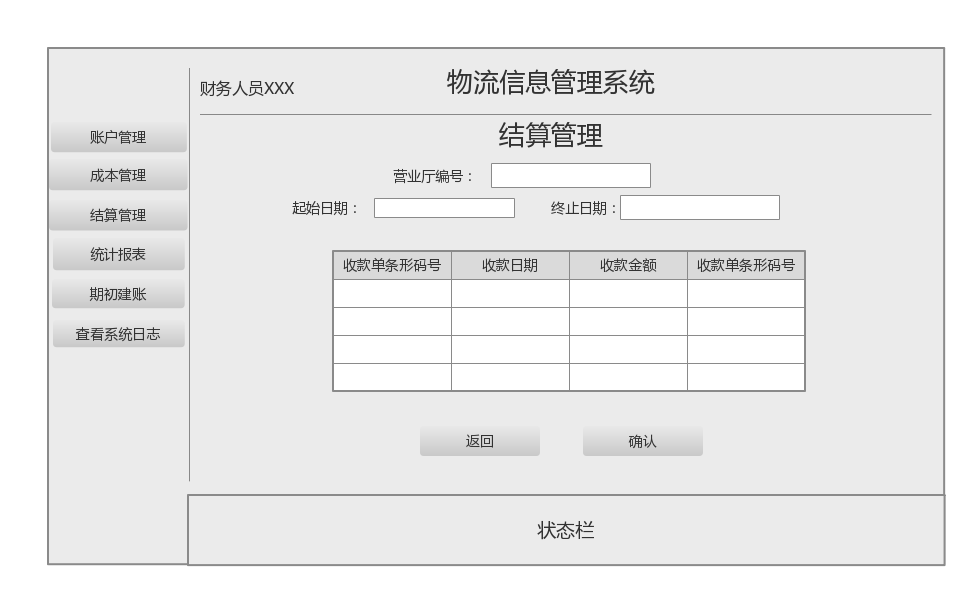 财务人员XXX
物流信息管理系统
账户管理
成本管理
结算管理
统计报表
期初建账
查看系统日志
结算管理
营业厅编号：
起始日期：
终止日期：
收款单条形码号 收款日期 收款金额 收款单条形码号
返回 确认
状态栏